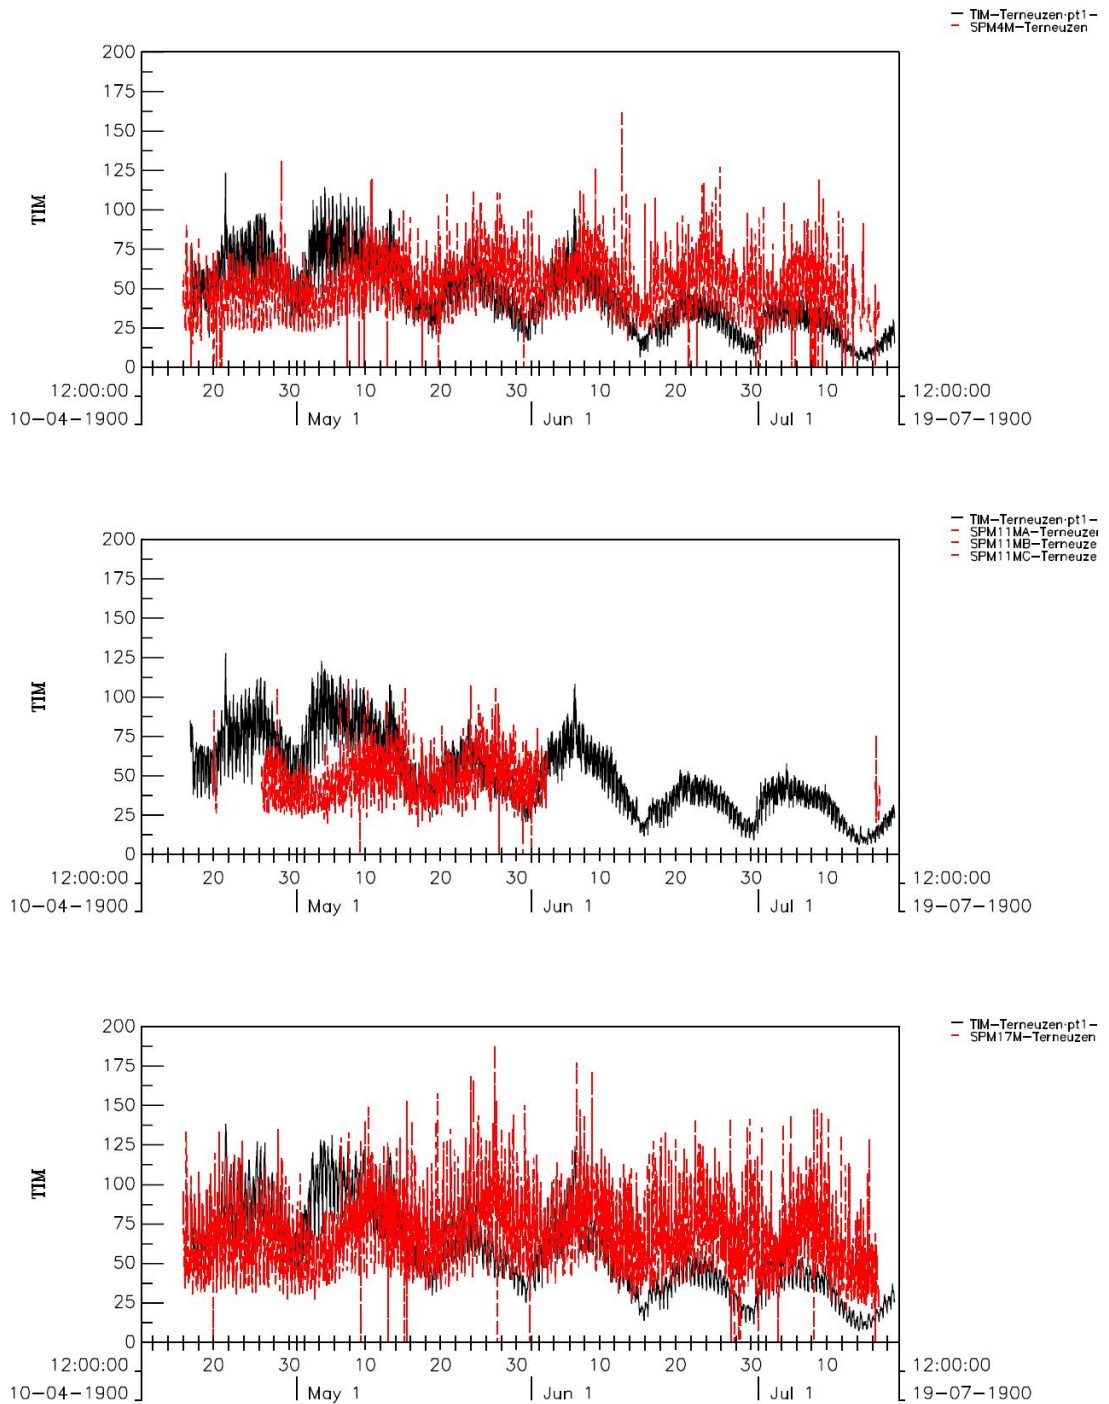 TIM-Terneuzen-pt1-
SPM4M-Terneuzen
200
175
150
125
100
75
50
25
0
TIM
20 30 10 20 30 10 20 30 10
12:00:00 12:00:00
10-04-1900 May 1 Jun 1 Jul 1 19-07-1900
TIM-Terneuzen-pt1-
SPM11MA-Terneuzen
SPM11MB-Terneuze
SPM11MC-Terneuze
200
175
150
125
100
75
50
25
0
TIM
20 30 10 20 30 10 20 30 10
12:00:00 12:00:00
10-04-1900 May 1 Jun 1 Jul 1 19-07-1900
TIM-Terneuzen-pt1-
SPM17M-Terneuzen
200
175
150
125
100
75
50
25
0
TIM
20 30 10 20 30 10 20 30 10
12:00:00 12:00:00
10-04-1900 May 1 Jun 1 Jul 1 19-07-1900